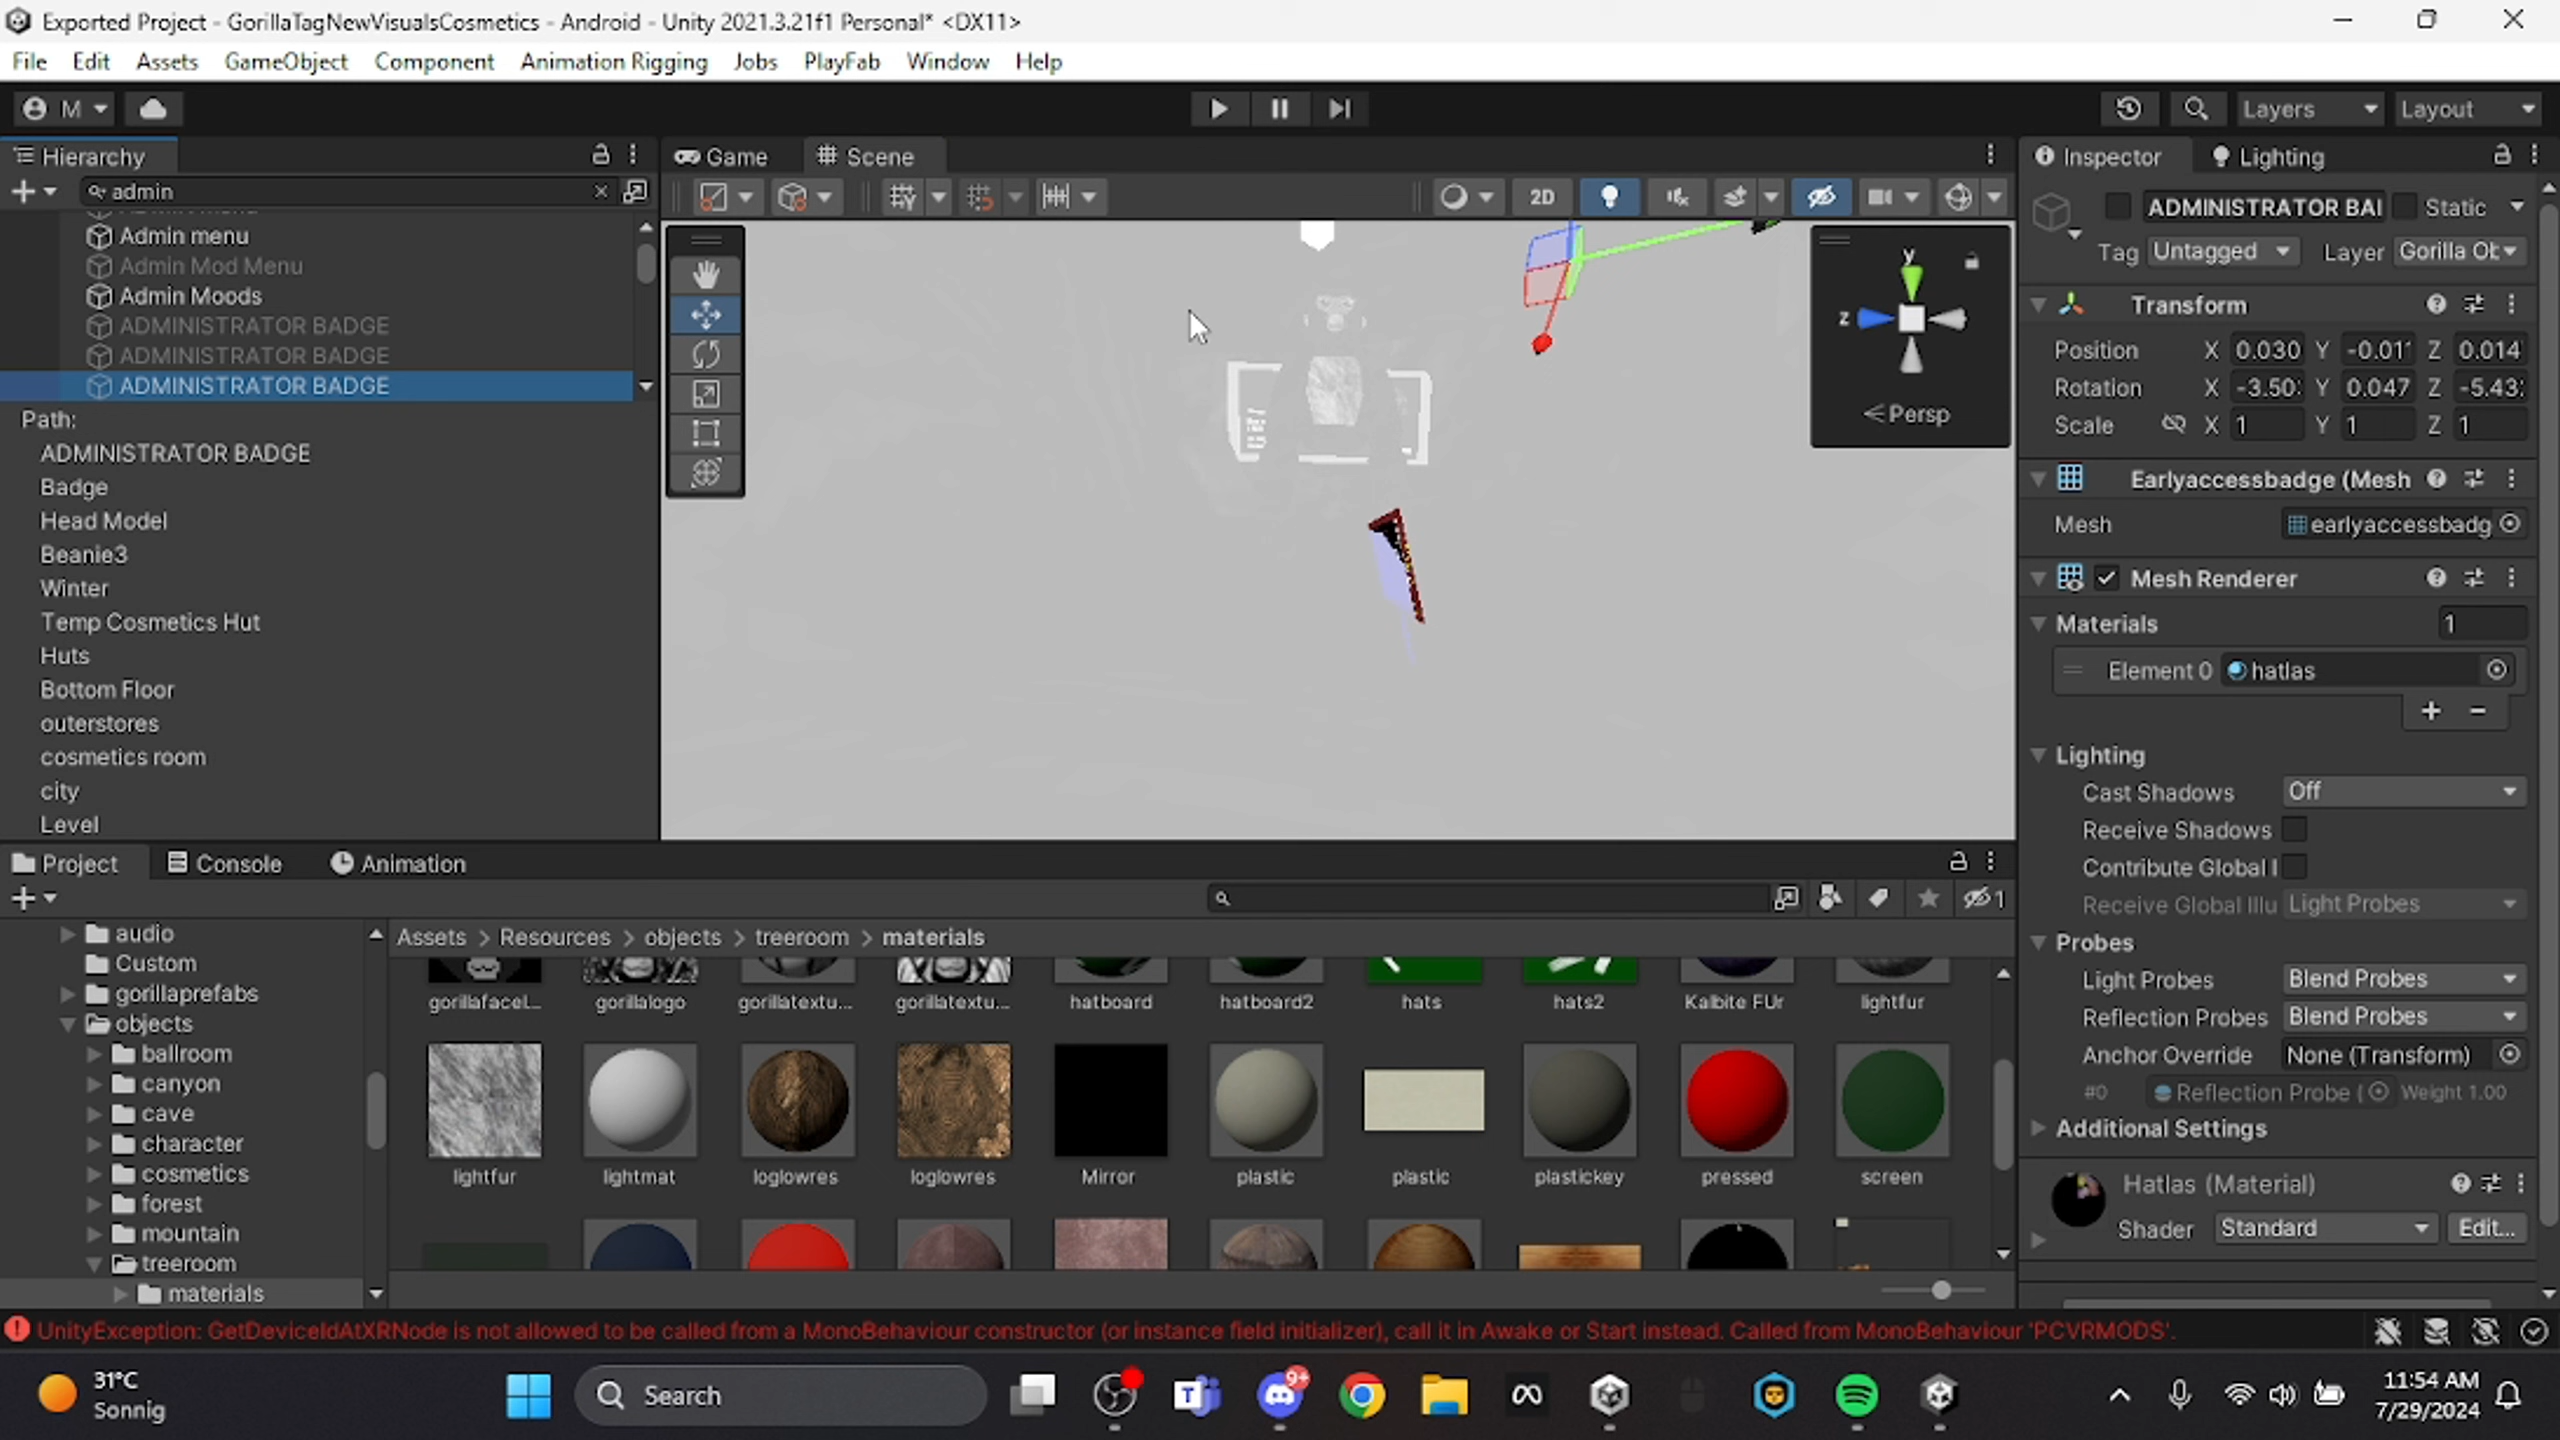 Exported Project - GorillaTagNewVisualsCosmetics - Android - Unity 2021.3.21f1 Personal* <DX11>
File Edit Assets GameObject Component Animation Rigging Jobs PlayFab Window Help
M
Layers Layout
Hierarchy
admin
Admin menu
Admin Mod Menu
Admin Moods
ADMINISTRATOR BADGE
ADMINISTRATOR BADGE
ADMINISTRATOR BADGE
Path:
ADMINISTRATOR BADGE
Badge
Head Model
Beanie3
Winter
Temp Cosmetics Hut
Huts
Bottom Floor
outerstores
cosmetics room
city
Level
Game Scene
2D
y
z
Persp
Inspector Lighting
ADMINISTRATOR BAI Static
Tag Untagged Layer Gorilla Ob
Transform
Position X 0.030 Y -0.01 Z 0.014
Rotation X -3.50 Y 0.047 Z -5.43
Scale X 1 Y 1 Z 1
Earlyaccessbadge (Mesh
Mesh earlyaccessbadg
Mesh Renderer
Materials 1
Element 0 hatlas
+ -
Lighting
Cast Shadows Off
Receive Shadows
Contribute Global I
Receive Global Illu Light Probes
Probes
Light Probes Blend Probes
Reflection Probes Blend Probes
Anchor Override None (Transform)
#0 Reflection Probe ( Weight 1.00
Additional Settings
Hatlas (Material)
Shader Standard Edit...
Project Console Animation
1
audio
Custom
gorillaprefabs
objects
ballroom
canyon
cave
character
cosmetics
forest
mountain
treeroom
materials
Assets > Resources > objects > treeroom > materials
gorillafaceI... gorillalogo gorillatextu... gorillatextu... hatboard hatboard2 hats hats2 Kalbite FUr lightfur
lightfur lightmat loglowres loglowres Mirror plastic plastic plastickey pressed screen
UnityException: GetDeviceIdAtXRNode is not allowed to be called from a MonoBehaviour constructor (or instance field initializer), call it in Awake or Start instead. Called from MonoBehaviour 'PCVRMODS'.
31°C
Sonnig
Search
9+
11:54 AM
7/29/2024